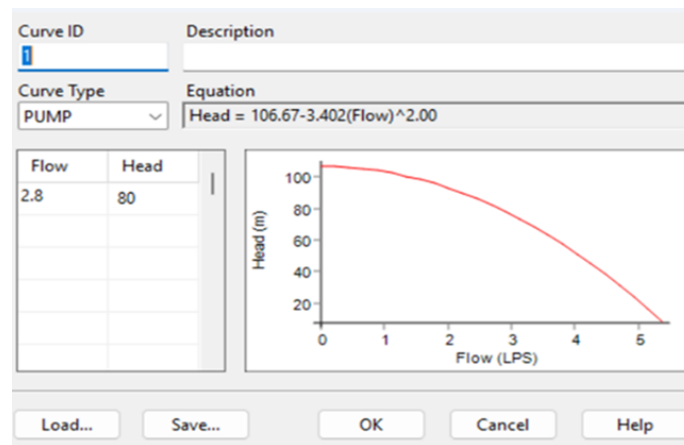 Curve ID
Description
1
Curve Type
Equation
PUMP
Head = 106.67-3.402(Flow)^2.00
Flow Head
2.8 80
100
80
60
40
20
Head (m)
0 1 2 3 4 5
Flow (LPS)
Load... Save... OK Cancel Help